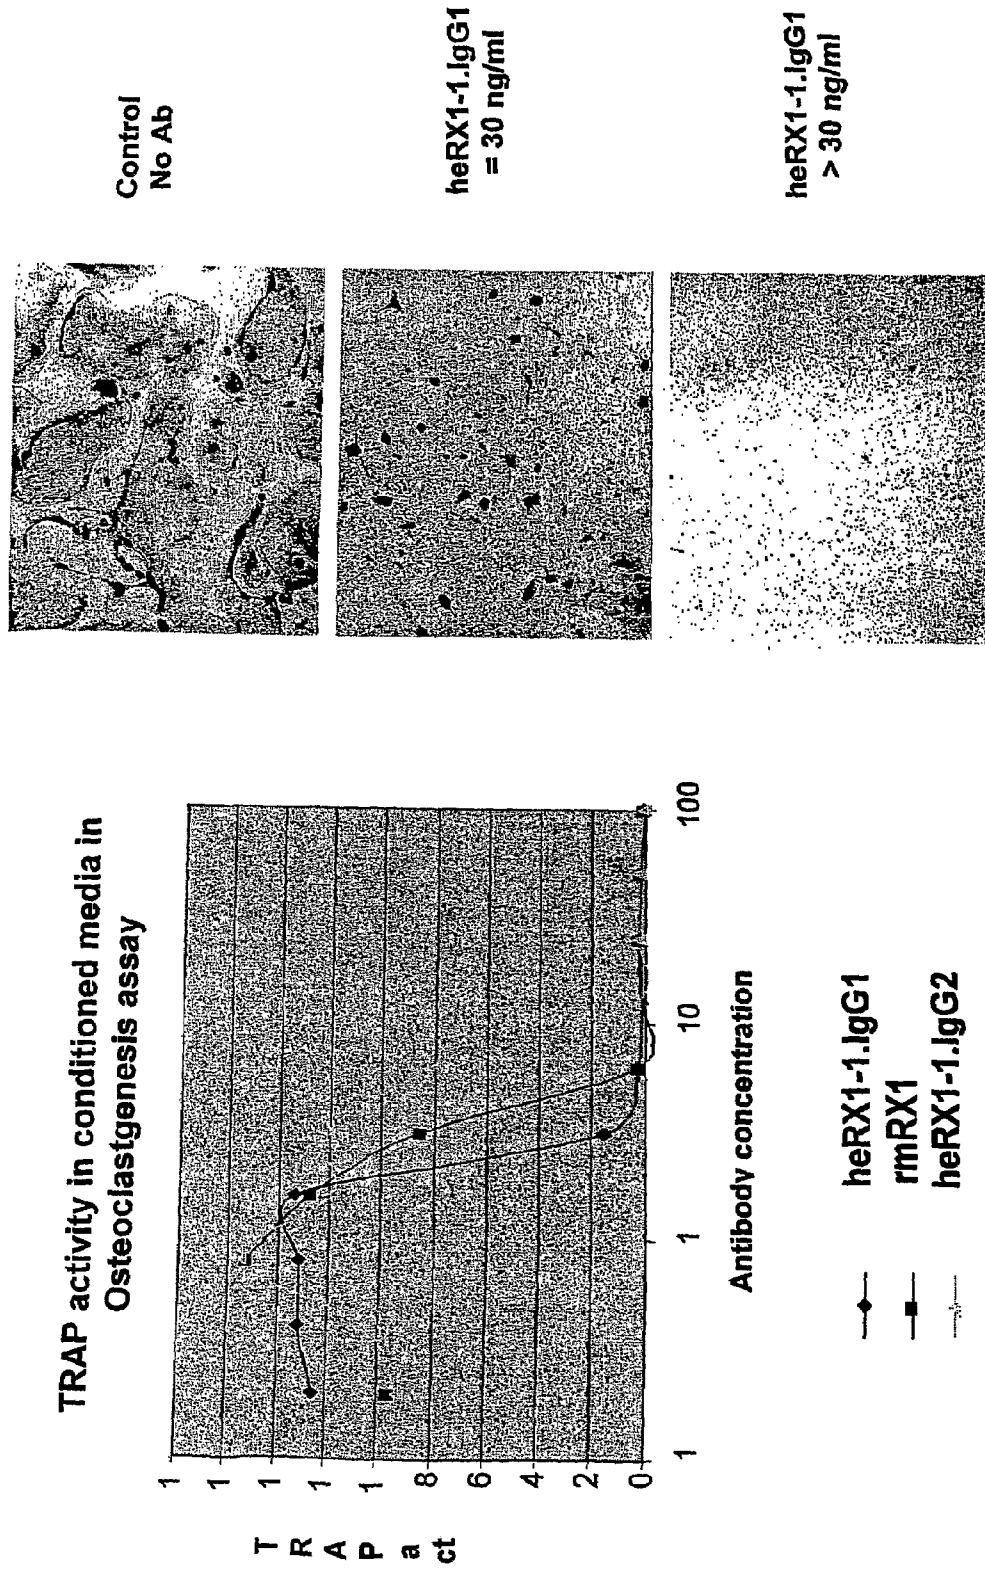 TRAP activity in conditioned media in
Osteoclastgenesis assay
T
R
A
P
a
ct
1
1
1
1
1
8
6
4
2
0
1
1
10
100
Antibody concentration
heRX1-1.IgG1
rmRX1
heRX1-1.IgG2
Control
No Ab
heRX1-1.IgG1
= 30 ng/ml
heRX1-1.IgG1
> 30 ng/ml